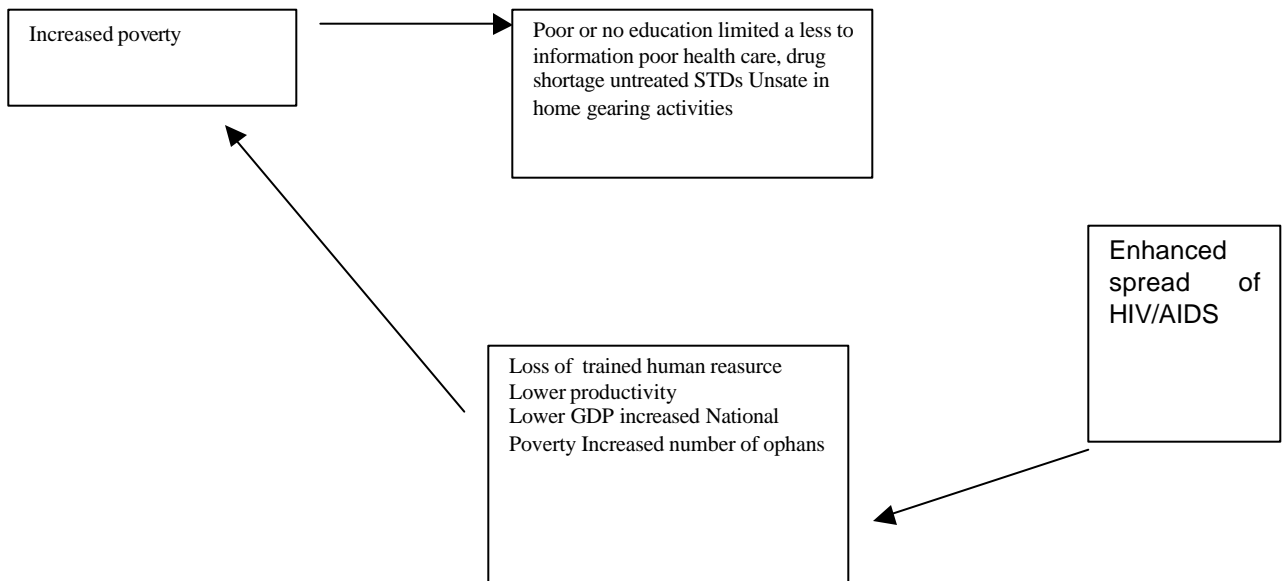 Increased poverty
Poor or no education limited a less to
information poor health care, drug
shortage untreated STDs Unsate in
home gearing activities
Enhanced
spread of
HIV/AIDS
Loss of trained human reasurce
Lower productivity
Lower GDP increased National
Poverty Increased number of ophans